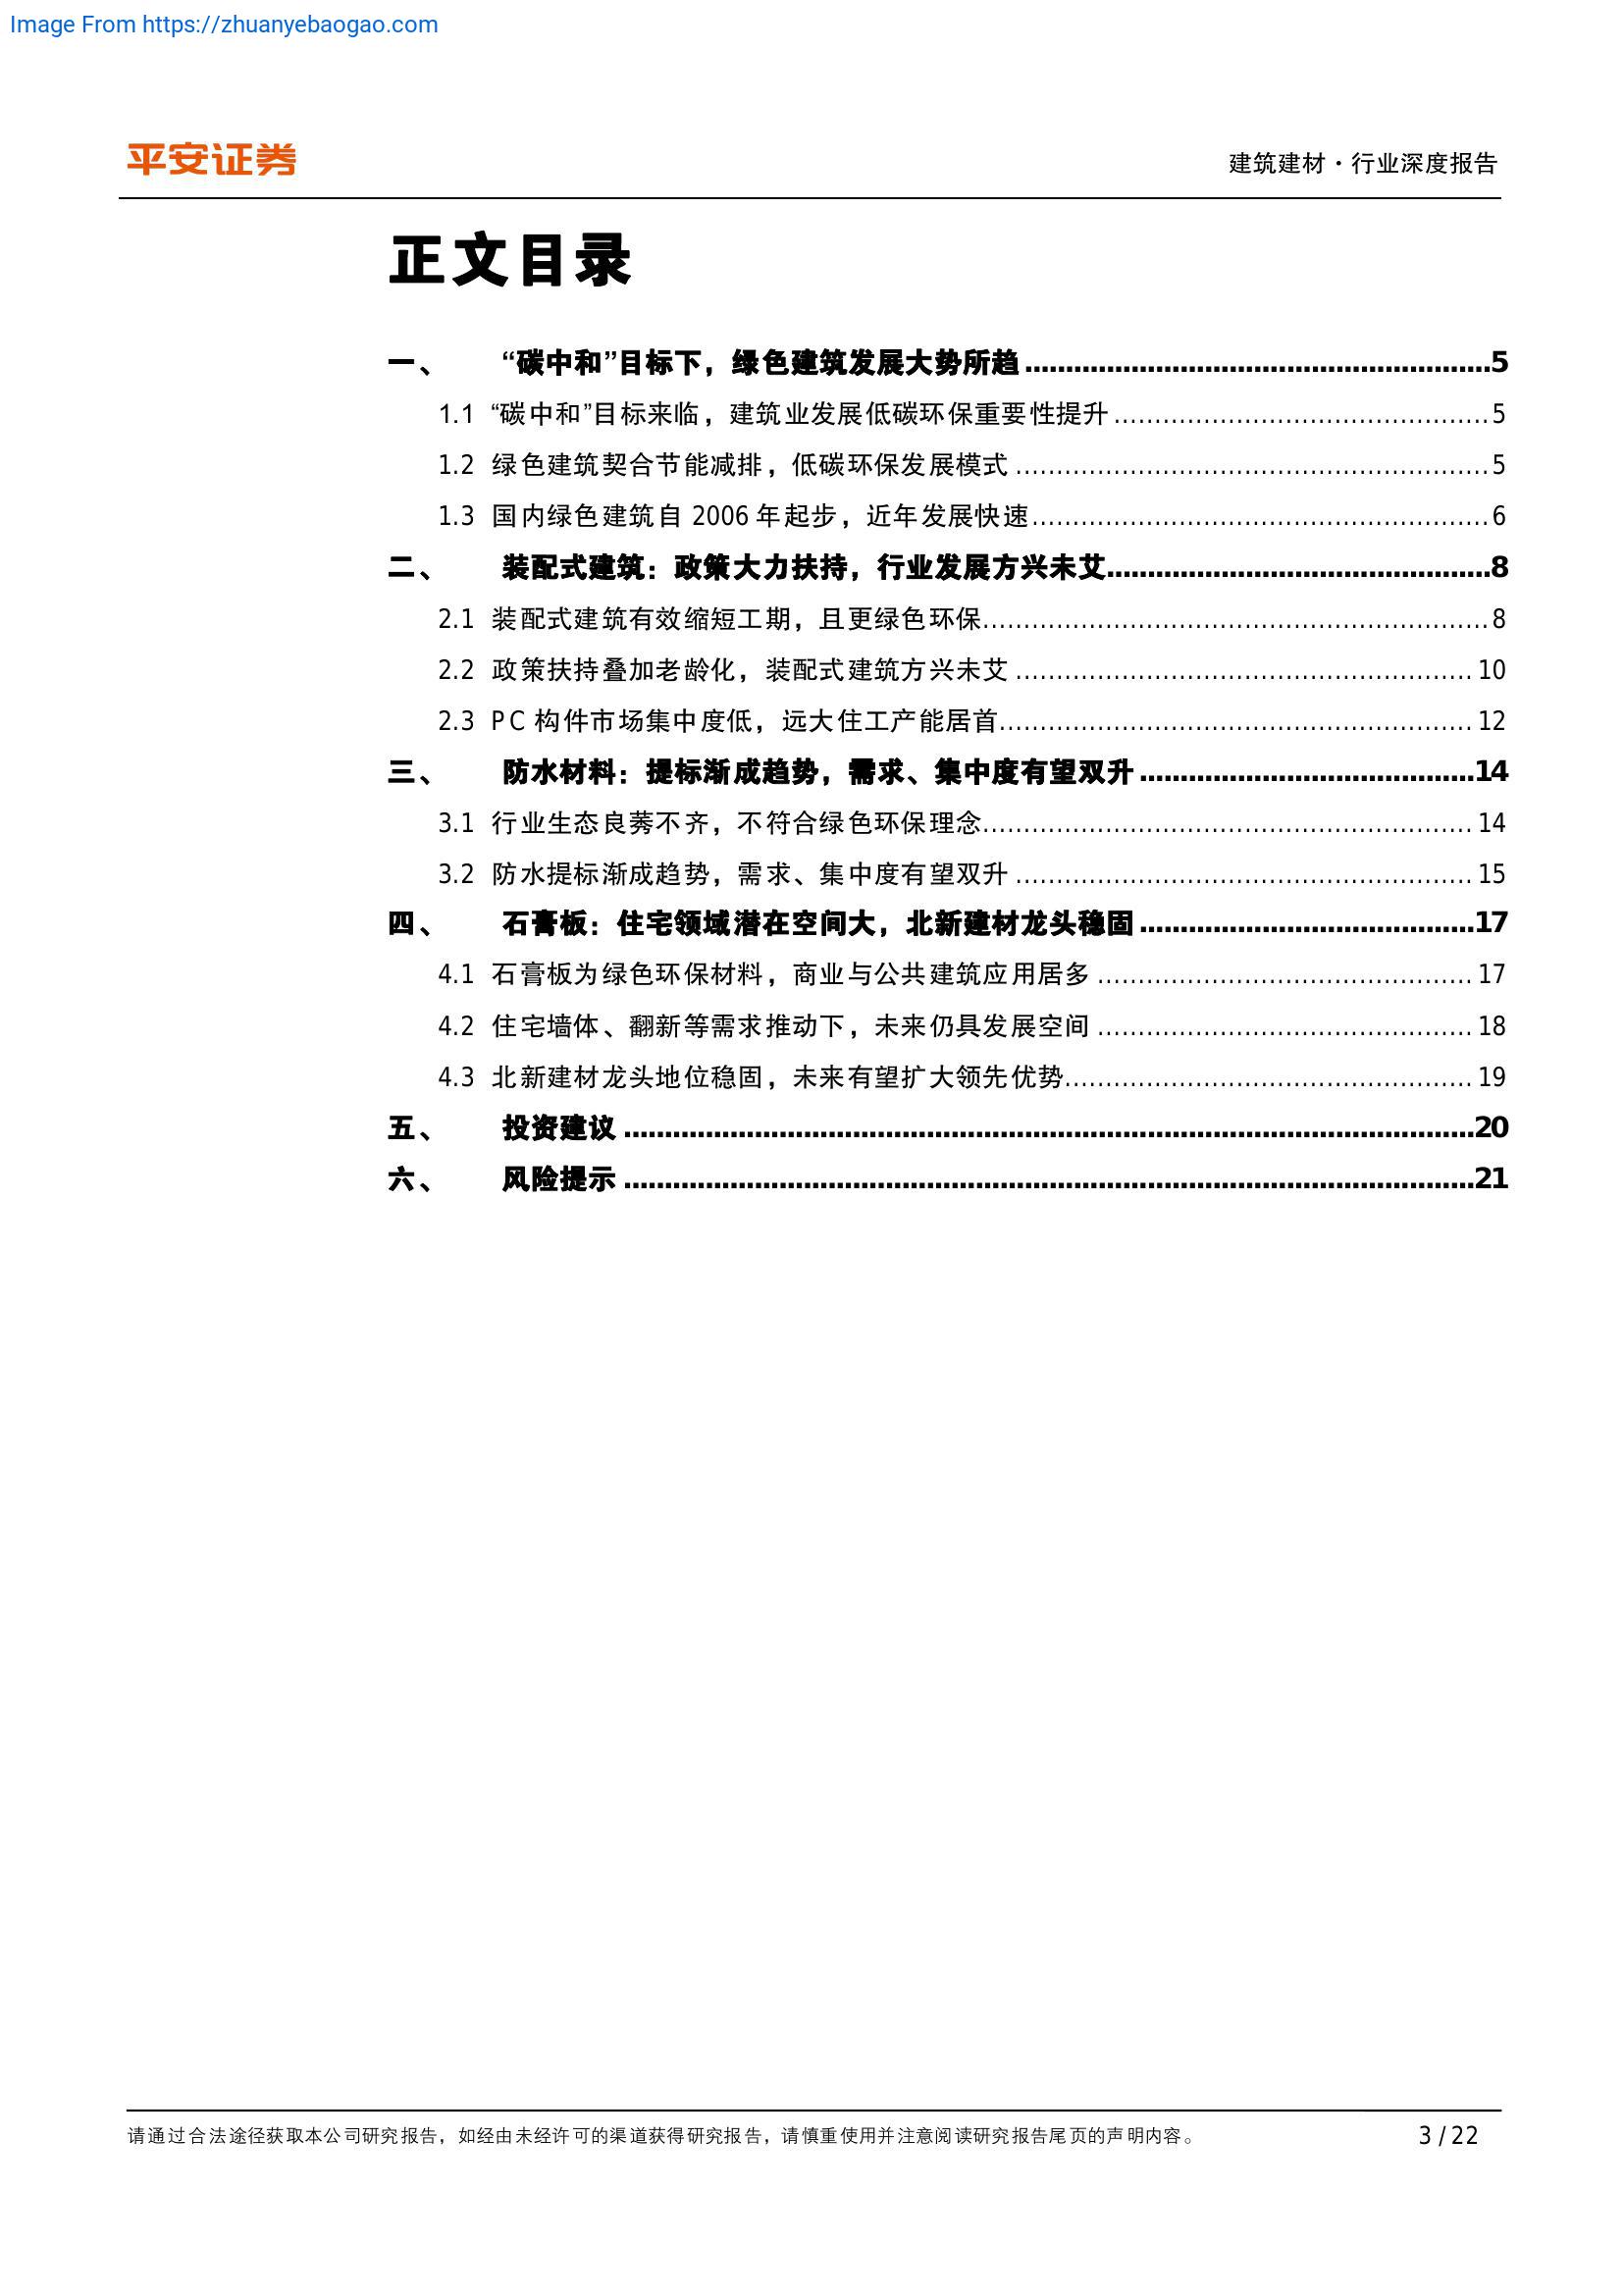 Image From https://zhuanyebaogao.com
平安证券
建筑建材·行业深度报告
正文目录
一、 “碳中和”目标下，绿色建筑发展大势所趋........................................................5
1.1 “碳中和”目标来临，建筑业发展低碳环保重要性提升..............................................5
1.2 绿色建筑契合节能减排，低碳环保发展模式..........................................................5
1.3 国内绿色建筑自 2006 年起步，近年发展快速........................................................6
二、 装配式建筑：政策大力扶持，行业发展方兴未艾...............................................8
2.1 装配式建筑有效缩短工期，且更绿色环保.............................................................8
2.2 政策扶持叠加老龄化，装配式建筑方兴未艾........................................................10
2.3 PC 构件市场集中度低，远大住工产能居首..........................................................12
三、 防水材料：提标渐成趋势，需求、集中度有望双升.........................................14
3.1 行业生态良莠不齐，不符合绿色环保理念...........................................................14
3.2 防水提标渐成趋势，需求、集中度有望双升........................................................15
四、 石膏板：住宅领域潜在空间大，北新建材龙头稳固.........................................17
4.1 石膏板为绿色环保材料，商业与公共建筑应用居多..............................................17
4.2 住宅墙体、翻新等需求推动下，未来仍具发展空间..............................................18
4.3 北新建材龙头地位稳固，未来有望扩大领先优势..................................................19
五、 投资建议........................................................................................................20
六、 风险提示........................................................................................................21
请通过合法途径获取本公司研究报告，如经由未经许可的渠道获得研究报告，请慎重使用并注意阅读研究报告尾页的声明内容。
3 / 22